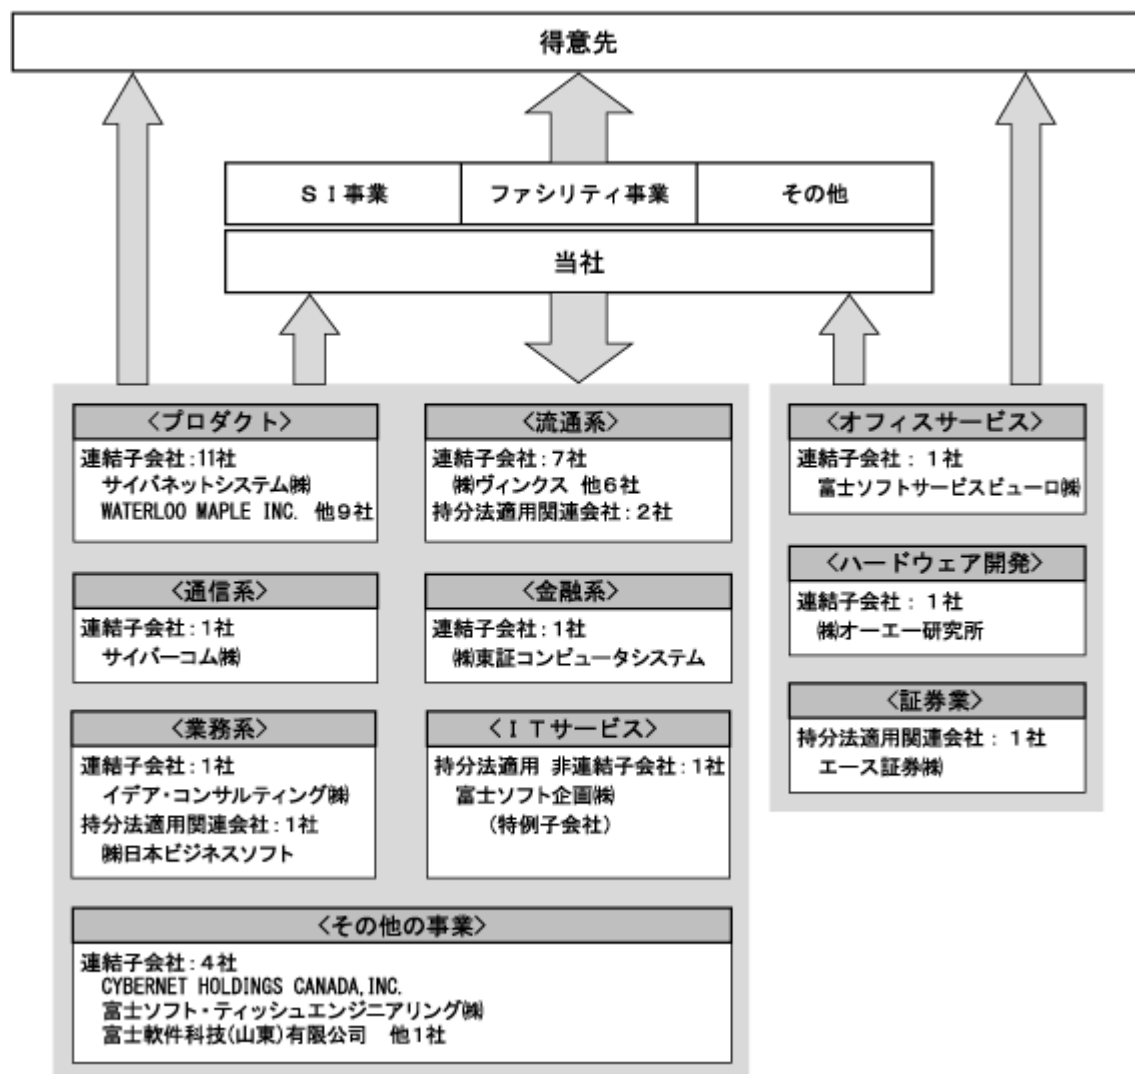 得意先
ＳＩ事業
ファシリティ事業
その他
当社
<プロダクト>
連結子会社:11社
サイバネットシステム㈱
WATERLOO MAPLE INC. 他９社
<流通系>
連結子会社:７社
㈱ヴィンクス 他６社
持分法適用関連会社:２社
<通信系>
連結子会社:1社
サイバーコム㈱
<金融系>
連結子会社:1社
㈱東証コンピュータシステム
<業務系>
連結子会社:1社
イデア・コンサルティング㈱
持分法適用関連会社:1社
㈱日本ビジネスソフト
<ＩＴサービス>
持分法適用 非連結子会社:1社
富士ソフト企画㈱
(特例子会社)
<その他の事業>
連結子会社:４社
CYBERNET HOLDINGS CANADA,INC.
富士ソフト・ティッシュエンジニアリング㈱
富士軟件科技(山東)有限公司 他1社
<オフィスサービス>
連結子会社: 1社
富士ソフトサービスビューロ㈱
<ハードウェア開発>
連結子会社: 1社
㈱オーエー研究所
<証券業>
持分法適用関連会社: 1社
エース証券㈱